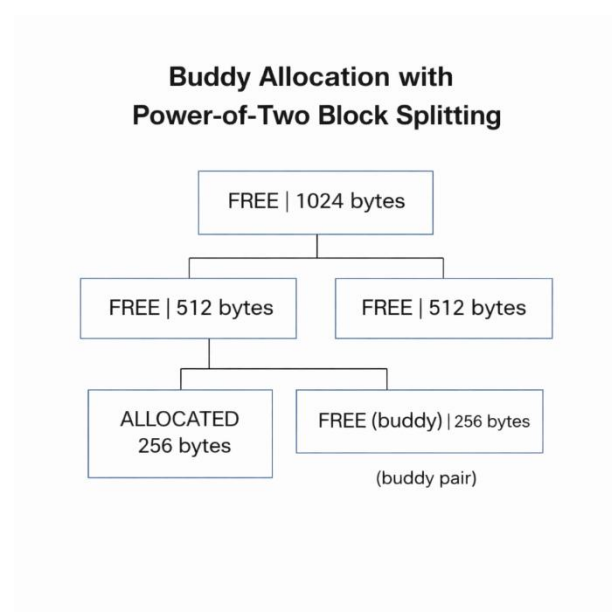 Buddy Allocation with
Power-of-Two Block Splitting
FREE | 1024 bytes
FREE | 512 bytes
FREE | 512 bytes
ALLOCATED
256 bytes
FREE (buddy) | 256 bytes
(buddy pair)